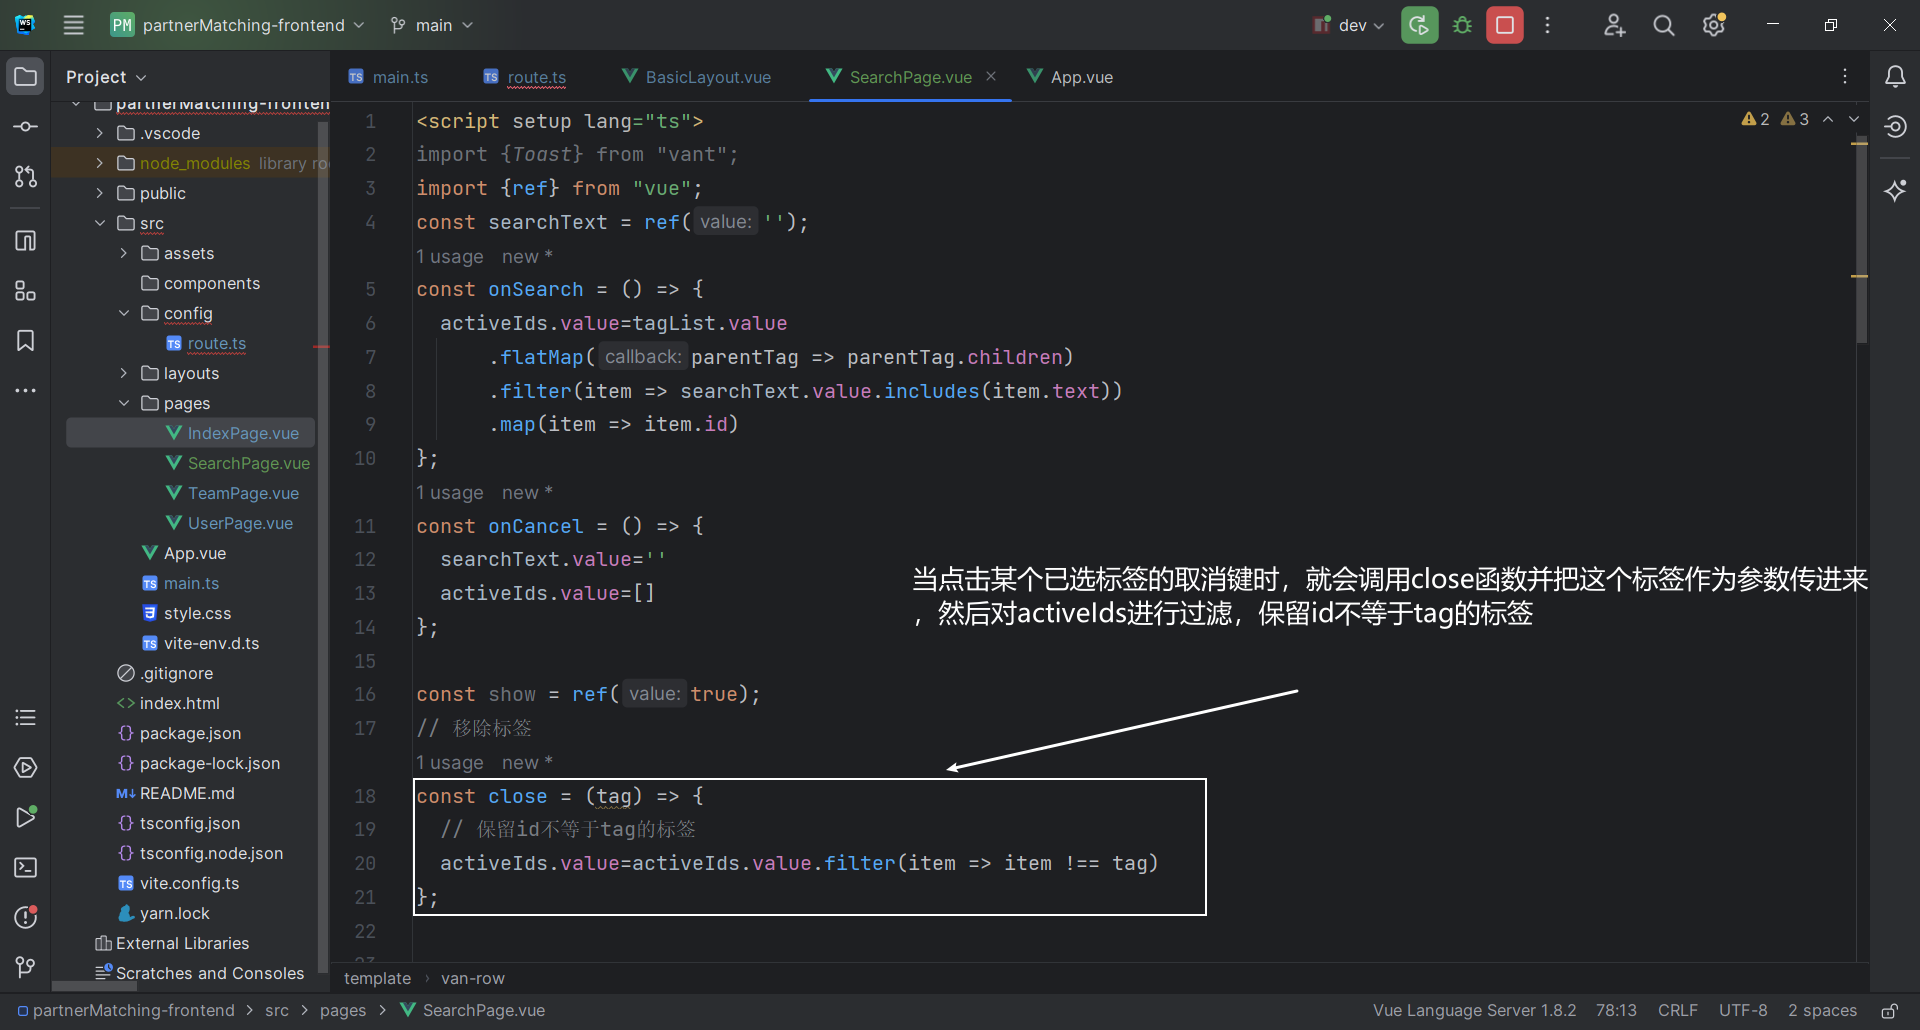 PM partnerMatching-frontend main dev
Project
main.ts route.ts BasicLayout.vue SearchPage.vue App.vue
partnerMatching-frontend
.vscode
node_modules library ro
public
src
assets
components
config
route.ts
layouts
pages
IndexPage.vue
SearchPage.vue
TeamPage.vue
UserPage.vue
App.vue
main.ts
style.css
vite-env.d.ts
.gitignore
index.html
package.json
package-lock.json
README.md
tsconfig.json
tsconfig.node.json
vite.config.ts
yarn.lock
External Libraries
Scratches and Consoles
2 3
1 <script setup lang="ts">
2 import {Toast} from "vant";
3 import {ref} from "vue";
4 const searchText = ref( value: '');
1 usage new *
5 const onSearch = () => {
6 activeIds.value=tagList.value
7 .flatMap( callback: parentTag => parentTag.children)
8 .filter(item => searchText.value.includes(item.text))
9 .map(item => item.id)
10 };
1 usage new *
11 const onCancel = () => {
12 searchText.value=''
13 activeIds.value=[]
14 };
15
16 const show = ref( value: true);
17 // 移除标签
1 usage new *
18 const close = (tag) => {
19 // 保留id不等于tag的标签
20 activeIds.value=activeIds.value.filter(item => item !== tag)
21 };
22
当点击某个已选标签的取消键时，就会调用close函数并把这个标签作为参数传进来
，然后对activeIds进行过滤，保留id不等于tag的标签
template › van-row
partnerMatching-frontend > src > pages > SearchPage.vue
Vue Language Server 1.8.2 78:13 CRLF UTF-8 2 spaces